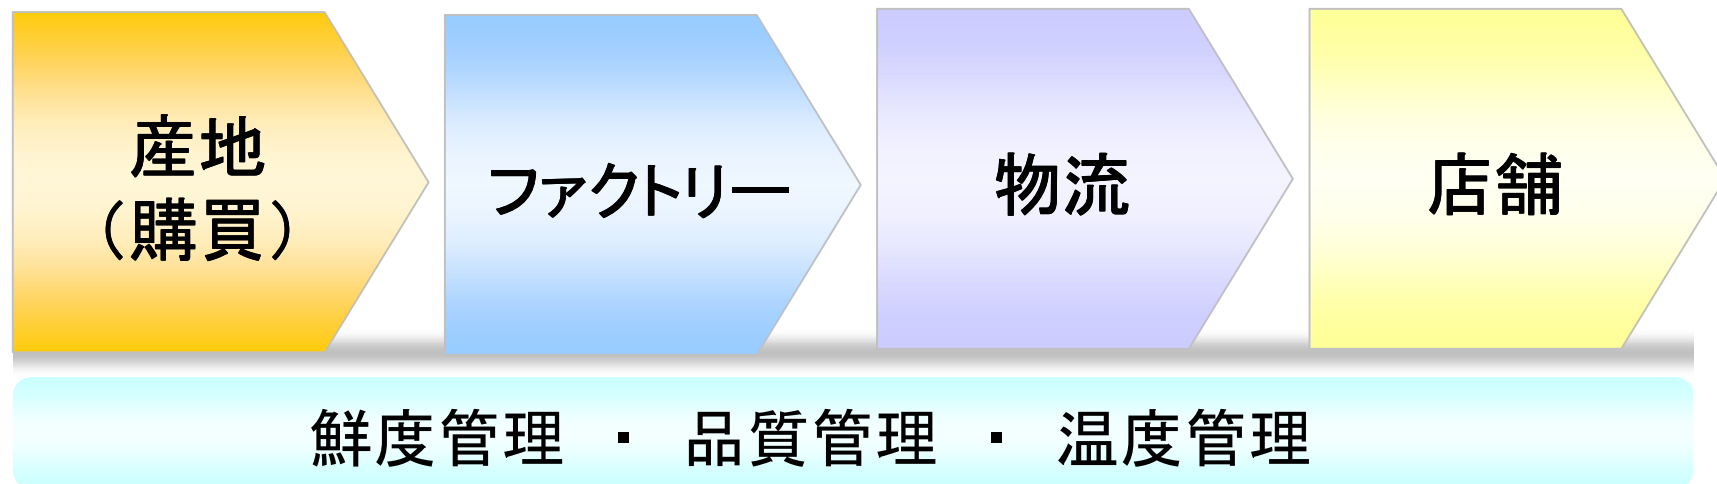 産地
（購買）
ファクトリー
物流
店舗
鮮度管理 ・ 品質管理 ・ 温度管理